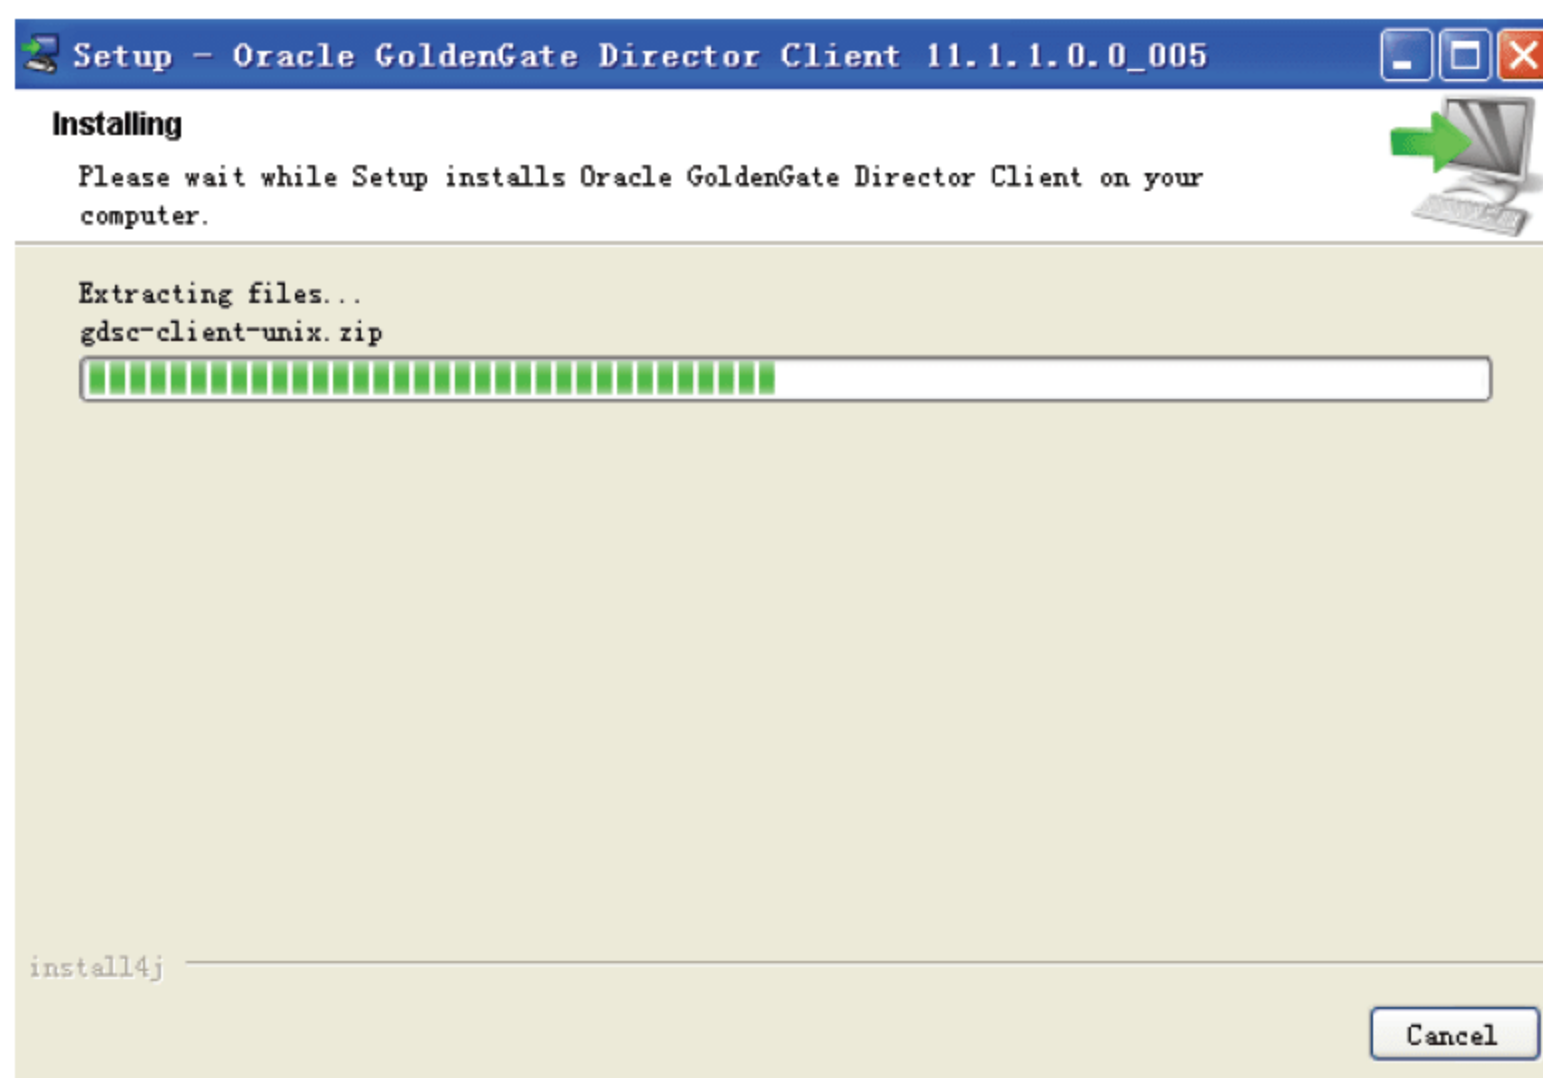 Setup - Oracle GoldenGate Director Client 11.1.1.0.0_005
Installing
Please wait while Setup installs Oracle GoldenGate Director Client on your
computer.
Extracting files...
gdsc-client-unix.zip
install4j
Cancel